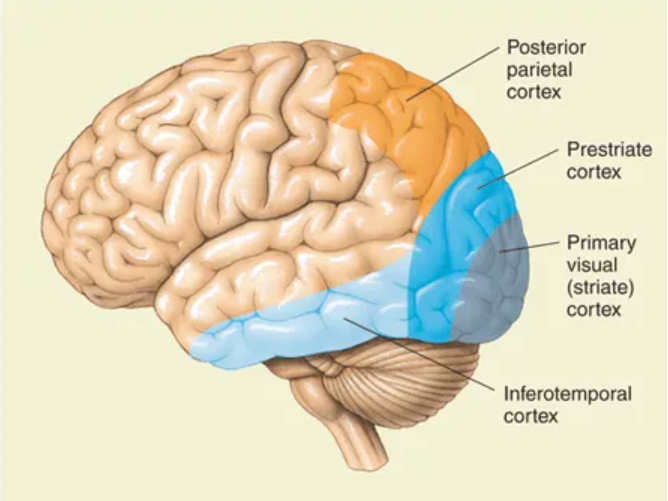 Posterior
parietal
cortex
Prestriate
cortex
Primary
visual
(striate)
cortex
Inferotemporal
cortex